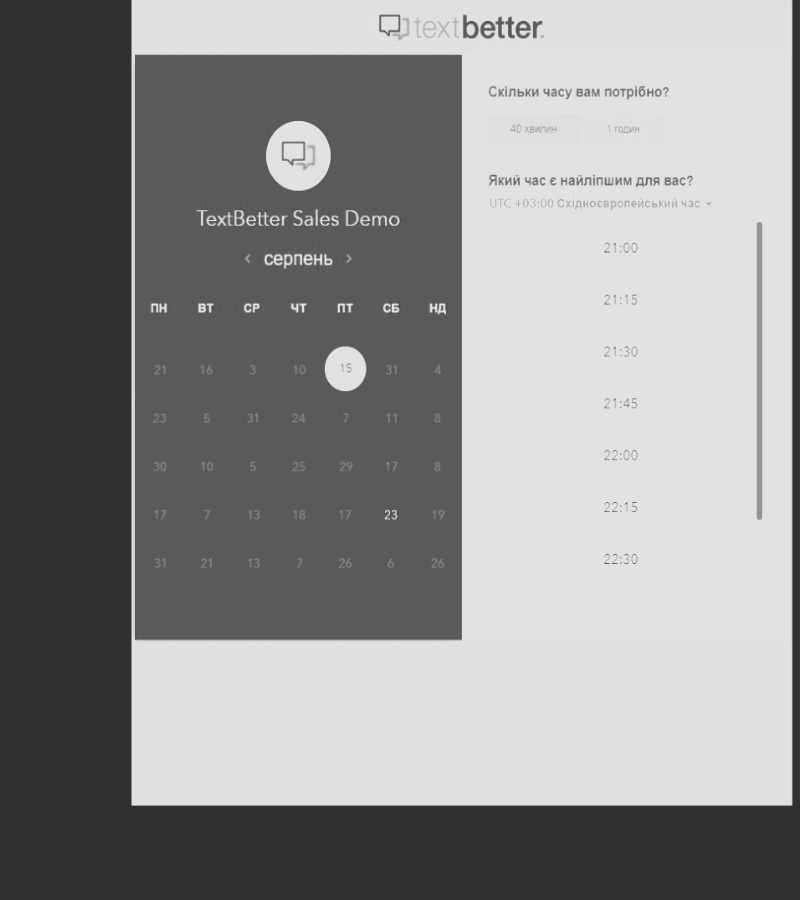 textbetter.
TextBetter Sales Demo
‹ серпень ›
ПН ВТ СР ЧТ ПТ СБ НД
21 16 3 10 15 31 4
23 5 31 24 7 11 8
30 10 5 25 29 17 8
17 7 13 18 17 23 19
31 21 13 7 26 6 26
Скільки часу вам потрібно?
40 хвилин 1 годин
Який час є найліпшим для вас?
UTC +03:00 Східноєвропейський час
21:00
21:15
21:30
21:45
22:00
22:15
22:30